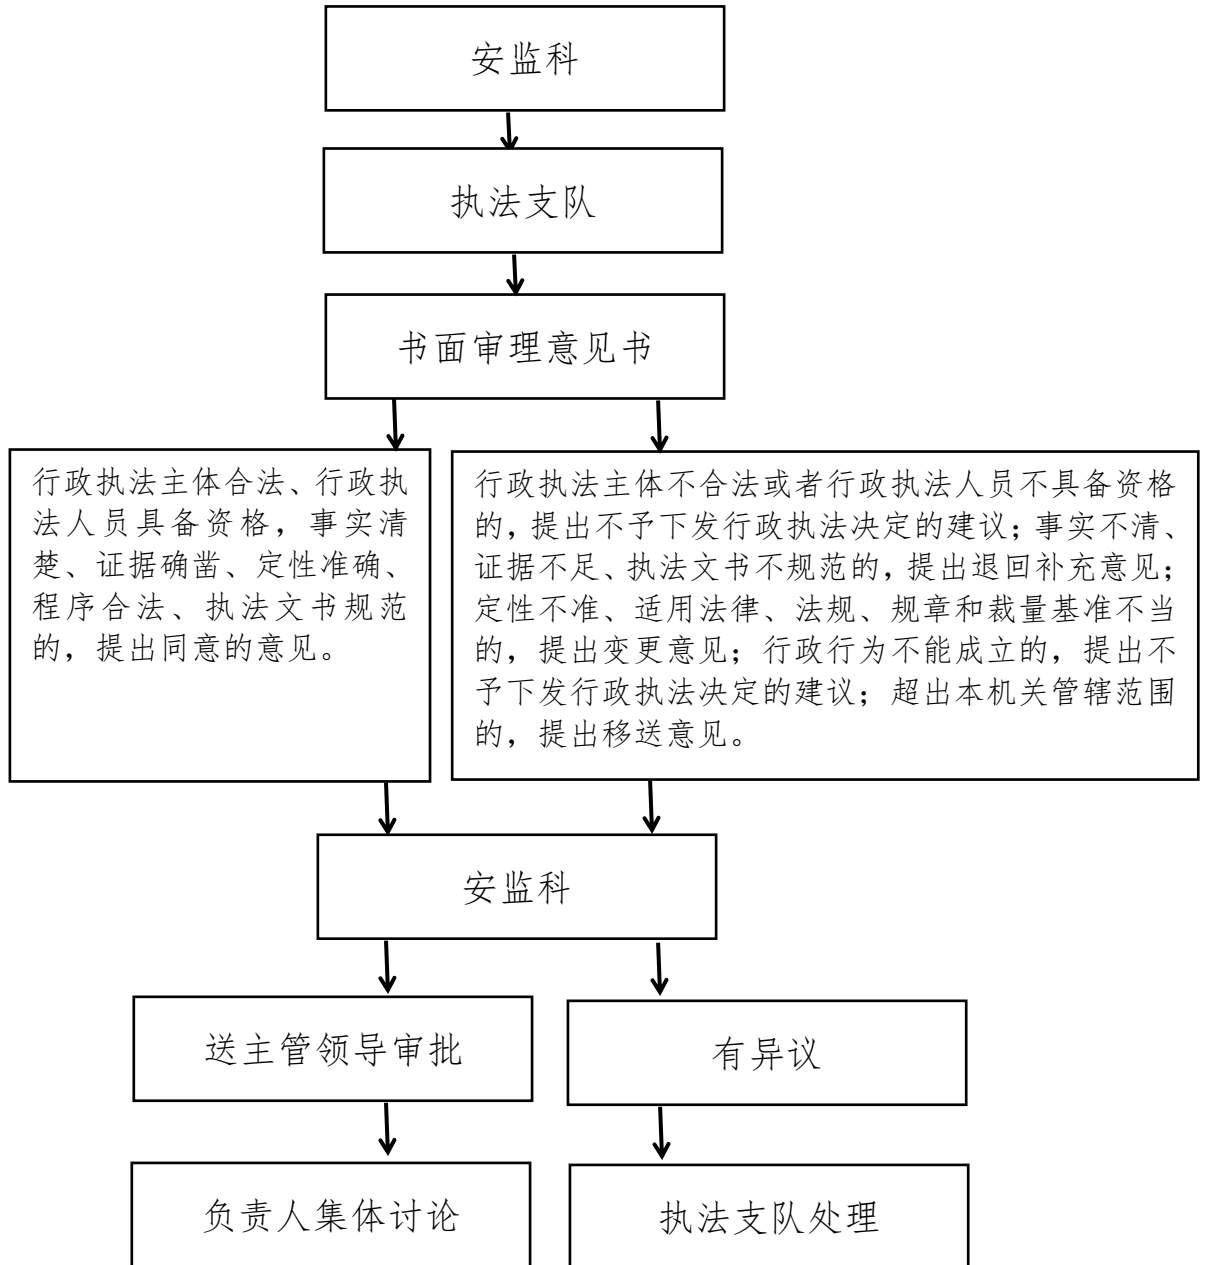 安监科
执法支队
书面审理意见书
行政执法主体合法、行政执
法人员具备资格，事实清
楚、证据确凿、定性准确、
程序合法、执法文书规范
的，提出同意的意见。
行政执法主体不合法或者行政执法人员不具备资格
的，提出不予下发行政执法决定的建议；事实不清、
证据不足、执法文书不规范的，提出退回补充意见；
定性不准、适用法律、法规、规章和裁量基准不当
的，提出变更意见；行政行为不能成立的，提出不
予下发行政执法决定的建议；超出本机关管辖范围
的，提出移送意见。
安监科
送主管领导审批
有异议
负责人集体讨论
执法支队处理